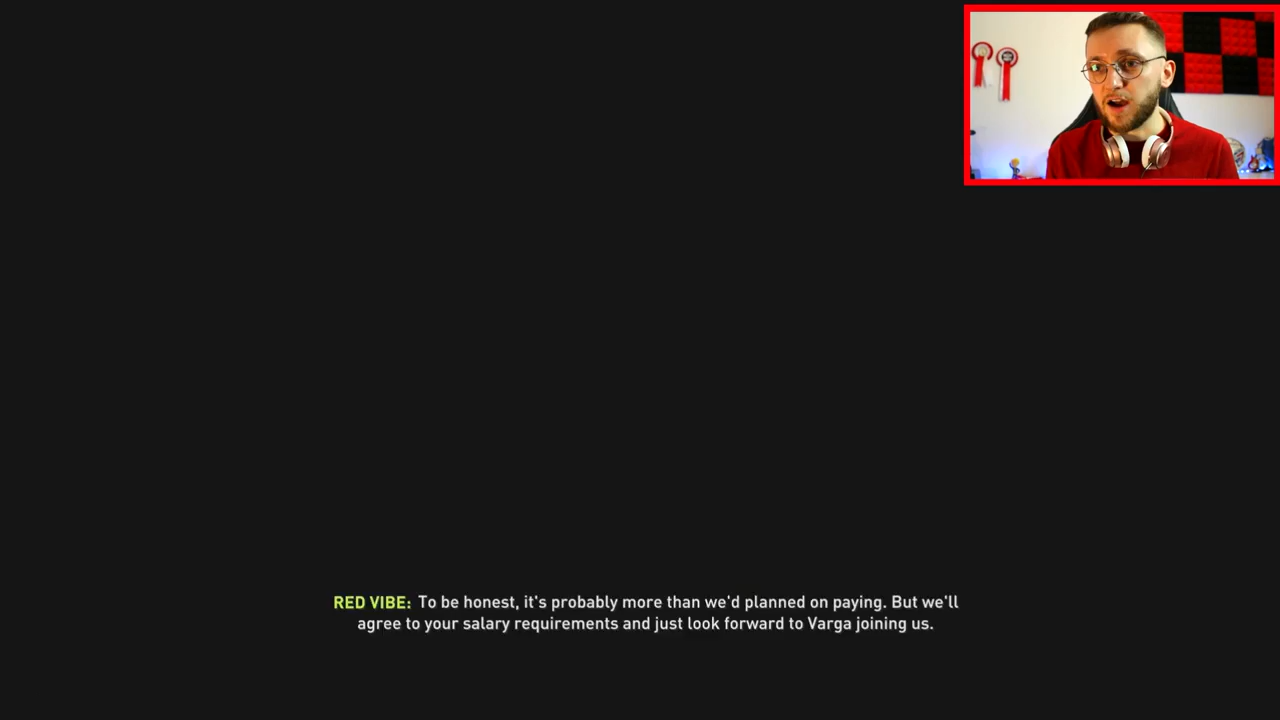 RED VIBE: To be honest, it's probably more than we'd planned on paying. But we'll
agree to your salary requirements and just look forward to Varga joining us.